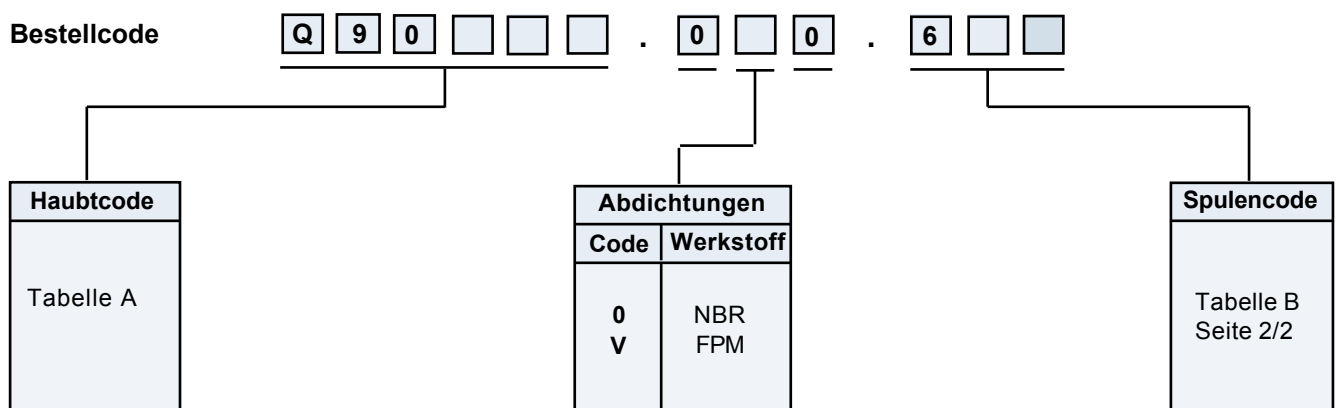 Bestellcode Q 9 0 . 0 0 . 6
Haubtcode
Tabelle A
Abdichtungen
Code Werkstoff
0 NBR
V FPM
Spulencode
Tabelle B
Seite 2/2